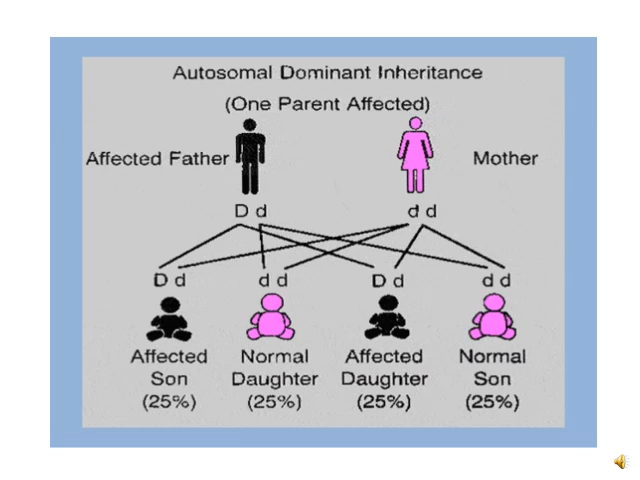 Autosomal Dominant Inheritance
(One Parent Affected)
Affected Father
Mother
D d
d d
D d
d d
D d
d d
Affected
Son
(25%)
Normal
Daughter
(25%)
Affected
Daughter
(25%)
Normal
Son
(25%)